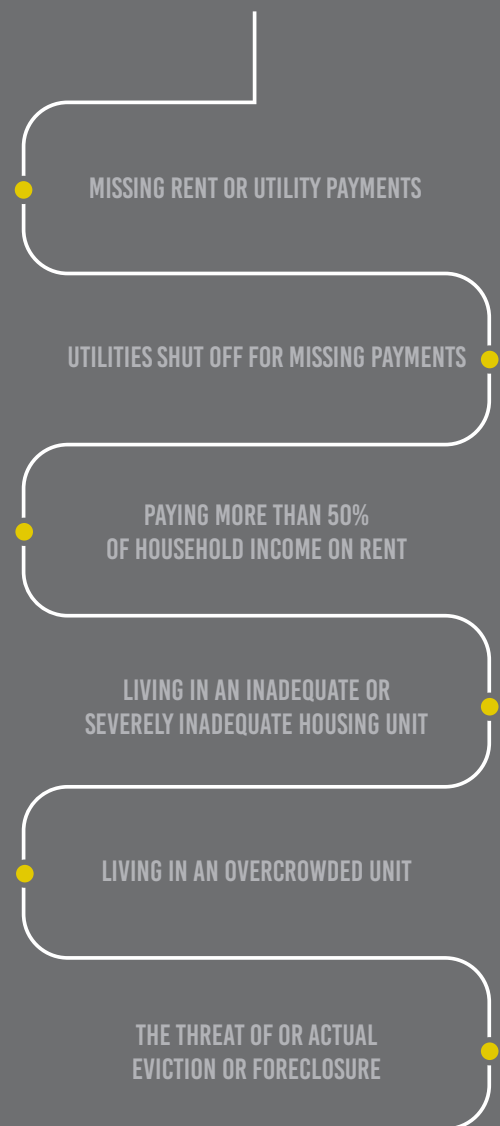 MISSING RENT OR UTILITY PAYMENTS
UTILITIES SHUT OFF FOR MISSING PAYMENTS
PAYING MORE THAN 50%
OF HOUSEHOLD INCOME ON RENT
LIVING IN AN INADEQUATE OR
SEVERELY INADEQUATE HOUSING UNIT
LIVING IN AN OVERCROWDED UNIT
THE THREAT OF OR ACTUAL
EVICTION OR FORECLOSURE